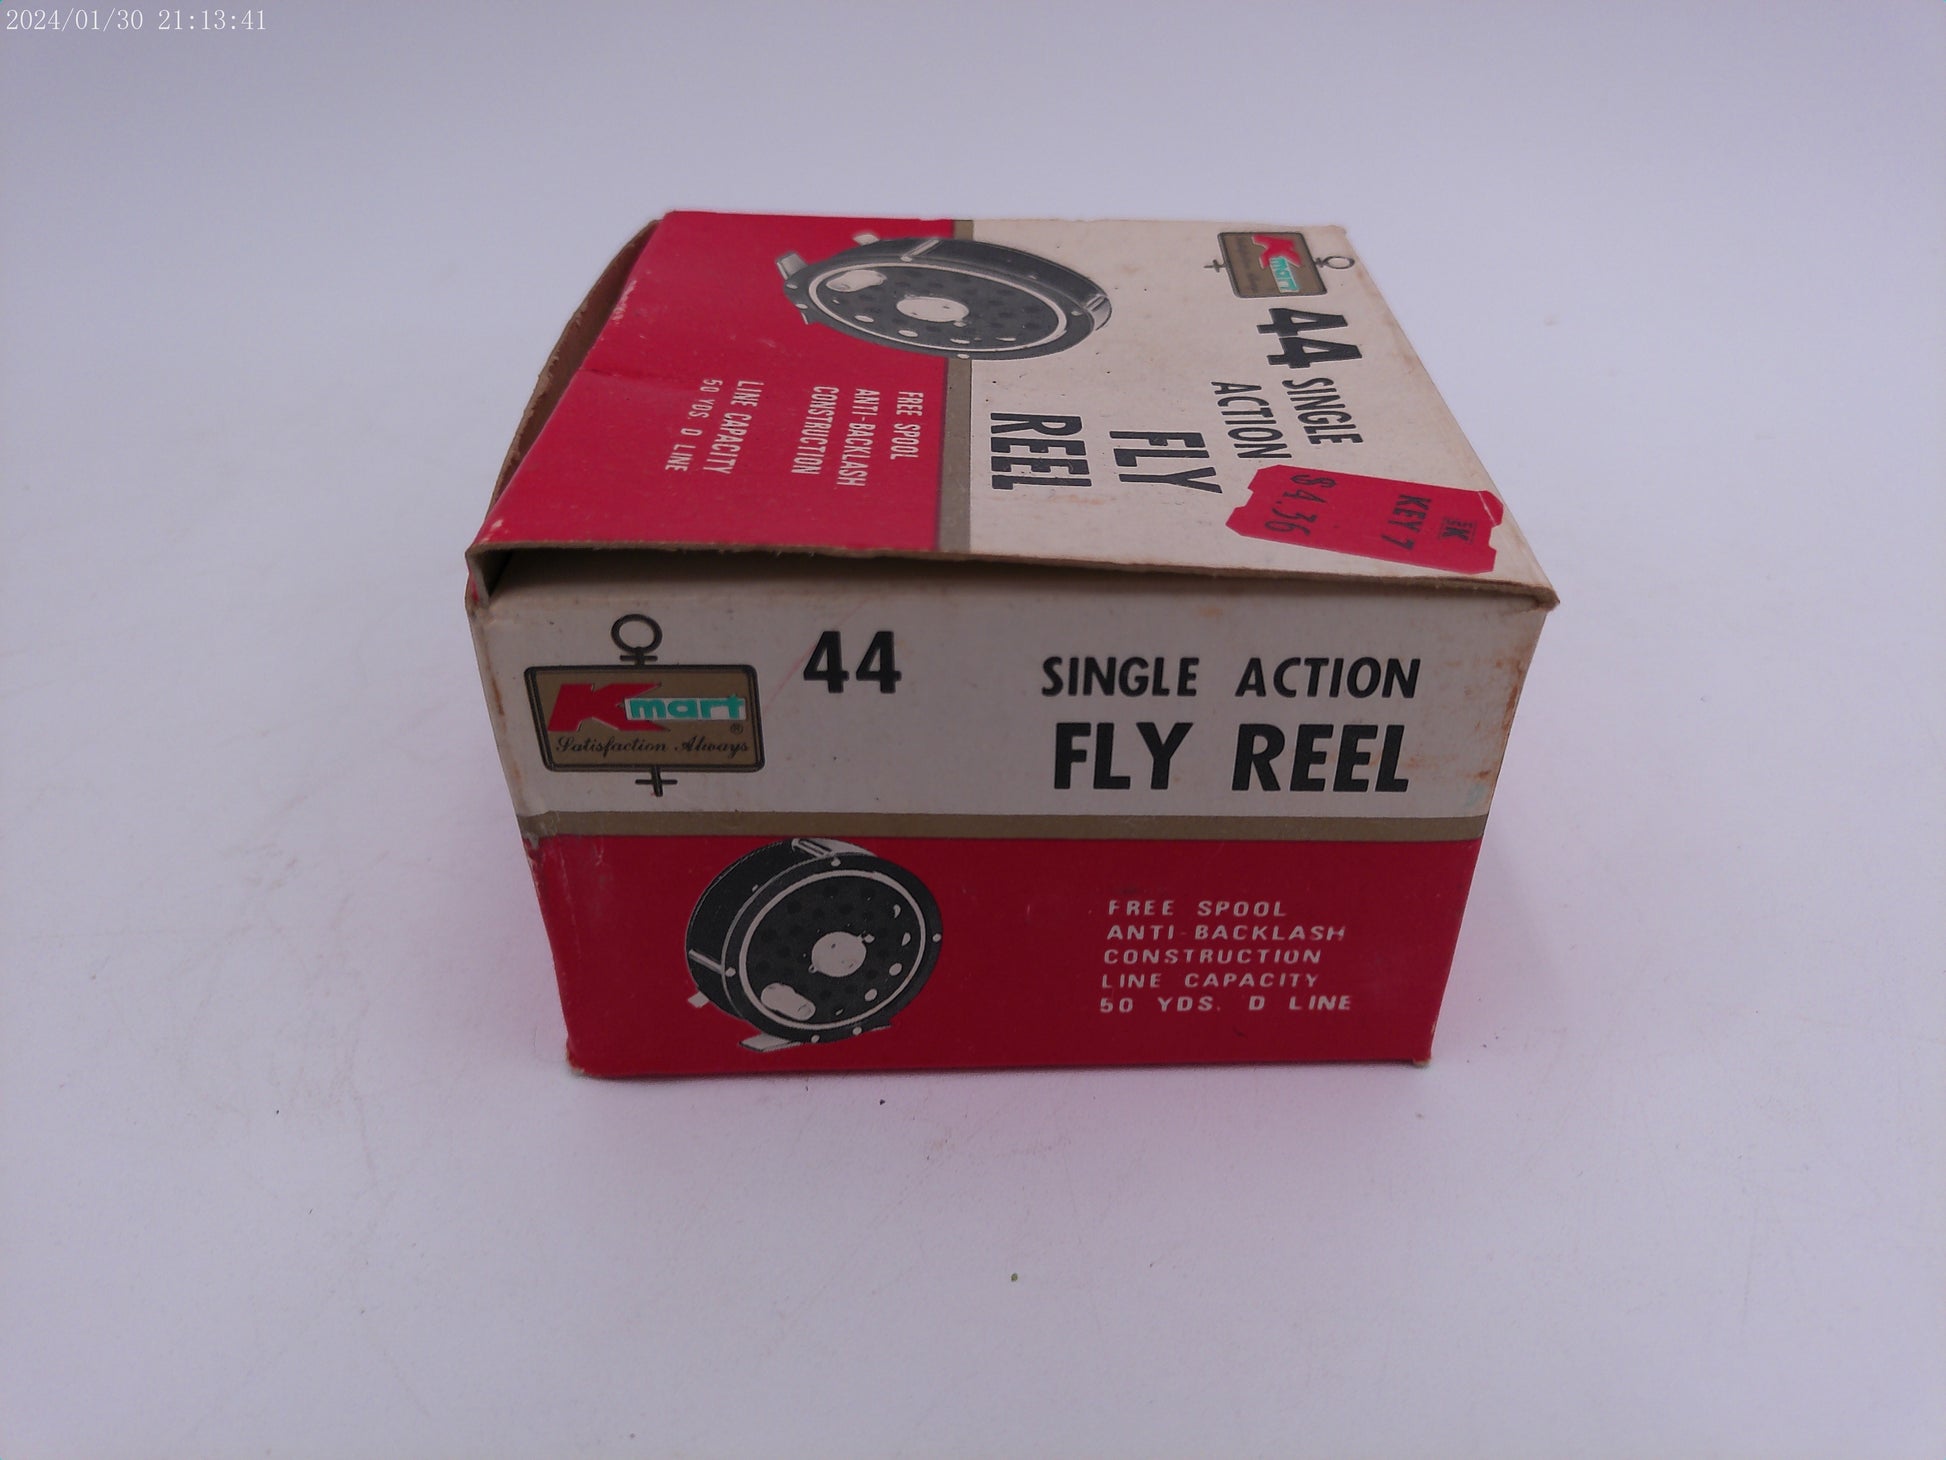 2024/01/30 21:13:41
Kmart
44 SINGLE
ACTION
FLY
REEL
FREE SPOOL
ANTI-BACKLASH
CONSTRUCTION
LINE CAPACITY
50 YDS. D LINE
KEY 7
$4.36
Kmart®
Satisfaction Always
44
SINGLE ACTION
FLY REEL
FREE SPOOL
ANTI-BACKLASH
CONSTRUCTION
LINE CAPACITY
50 YDS. D LINE